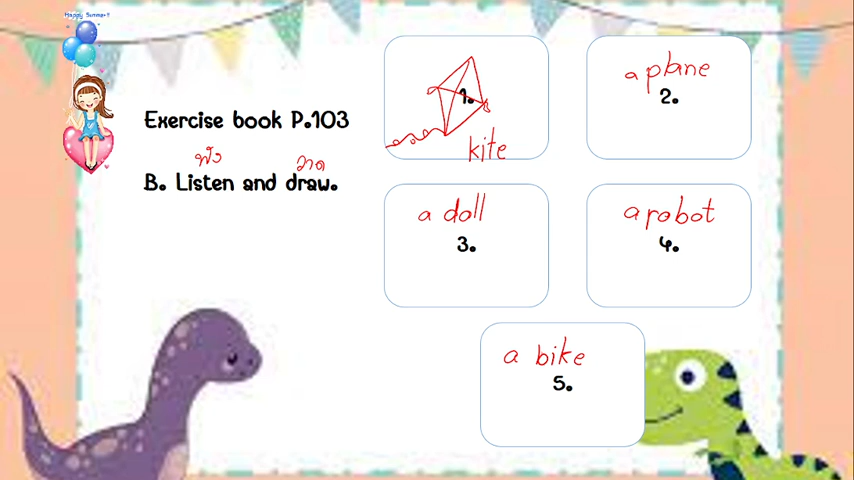 Happy Summer!!
Exercise book P.103
ฟัง วาด
B. Listen and draw.
1.
kite
a plane
2.
a doll
3.
a robot
4.
a bike
5.